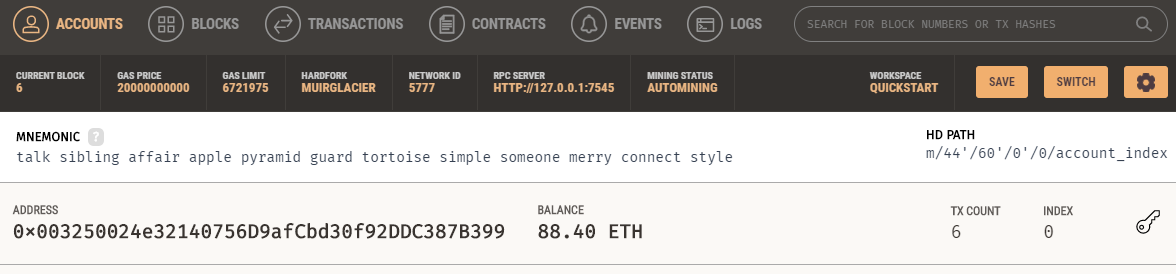 ACCOUNTS BLOCKS TRANSACTIONS CONTRACTS EVENTS LOGS SEARCH FOR BLOCK NUMBERS OR TX HASHES
CURRENT BLOCK GAS PRICE GAS LIMIT HARDFORK NETWORK ID RPC SERVER MINING STATUS WORKSPACE
6 20000000000 6721975 MUIRGLACIER 5777 HTTP://127.0.0.1:7545 AUTOMINING QUICKSTART SAVE SWITCH
MNEMONIC ? HD PATH
talk sibling affair apple pyramid guard tortoise simple someone merry connect style m/44'/60'/0'/0/account_index
ADDRESS BALANCE TX COUNT INDEX
0×003250024e32140756D9afCbd30f92DDC387B399 88.40 ETH 6 0